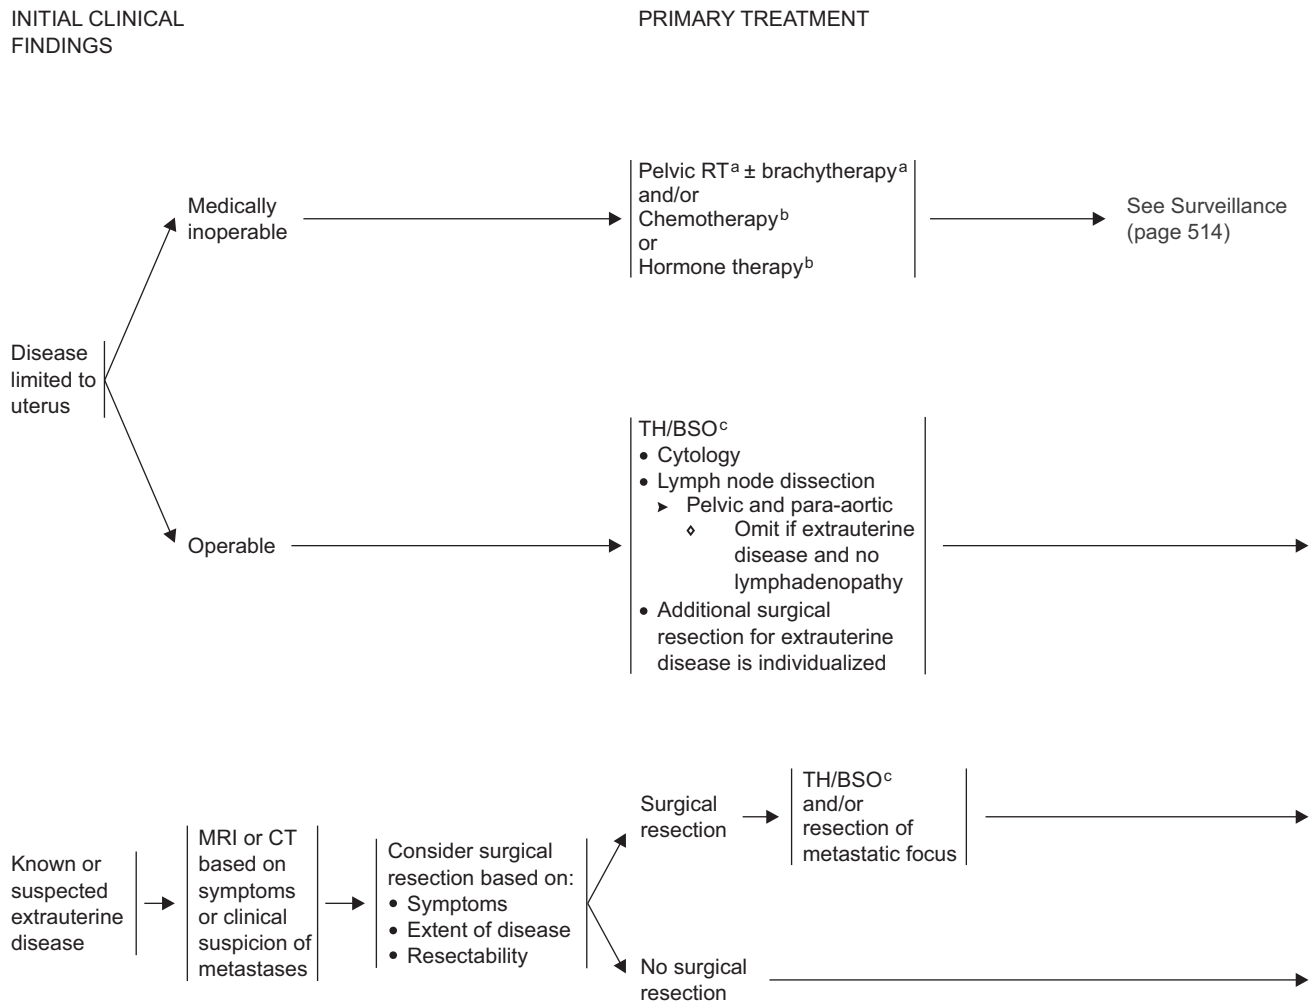 INITIAL CLINICAL
FINDINGS
PRIMARY TREATMENT
Medically
inoperable
Pelvic RTa ± brachytherapya
and/or
Chemotherapyb
or
Hormone therapyb
See Surveillance
(page 514)
Disease
limited to
uterus
Operable
TH/BSOc
• Cytology
• Lymph node dissection
➤ Pelvic and para-aortic
◊ Omit if extrauterine
disease and no
lymphadenopathy
• Additional surgical
resection for extrauterine
disease is individualized
Known or
suspected
extrauterine
disease
MRI or CT
based on
symptoms
or clinical
suspicion of
metastases
Consider surgical
resection based on:
• Symptoms
• Extent of disease
• Resectability
Surgical
resection
TH/BSOc
and/or
resection of
metastatic focus
No surgical
resection